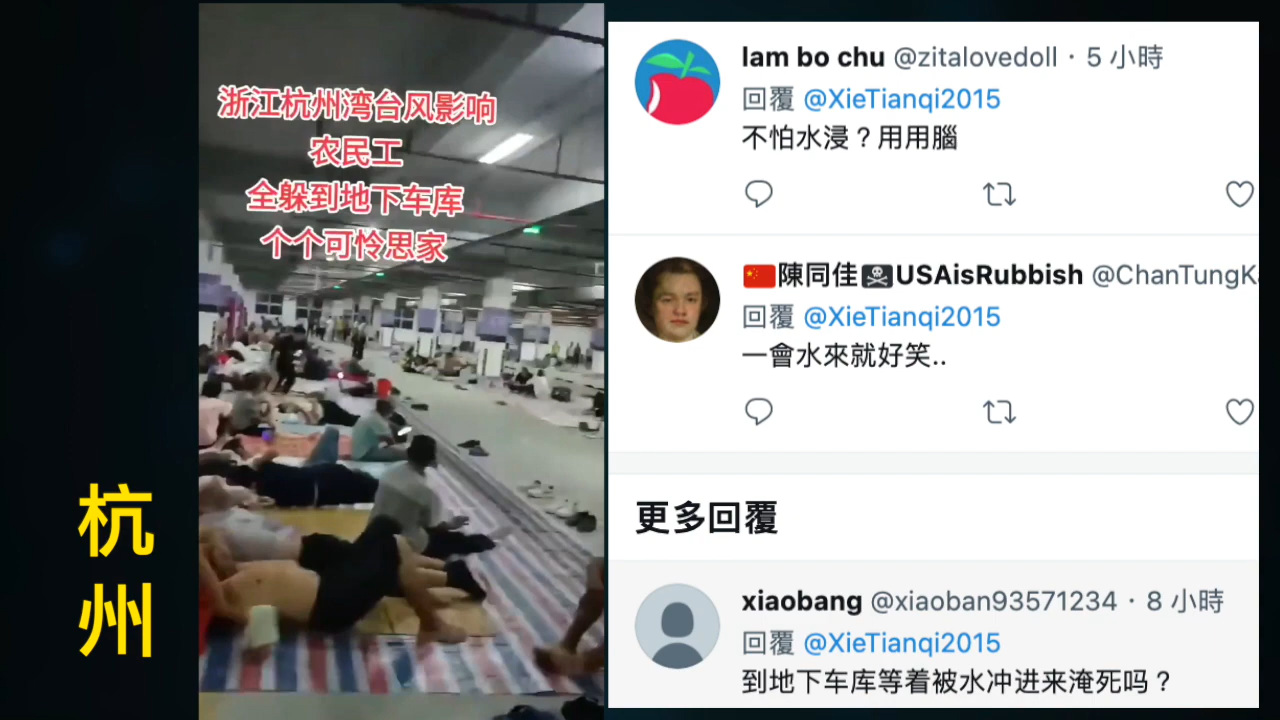 浙江杭州湾台风影响
农民工
全躲到地下车库
个个可怜思家
杭
州
lam bo chu @zitalovedoll · 5 小時
回覆 @XieTianqi2015
不怕水浸？用用腦
🇨🇳陳同佳🏴‍☠️USAisRubbish @ChanTungK
回覆 @XieTianqi2015
一會水來就好笑..
更多回覆
xiaobang @xiaoban93571234 · 8 小時
回覆 @XieTianqi2015
到地下车库等着被水冲进来淹死吗？